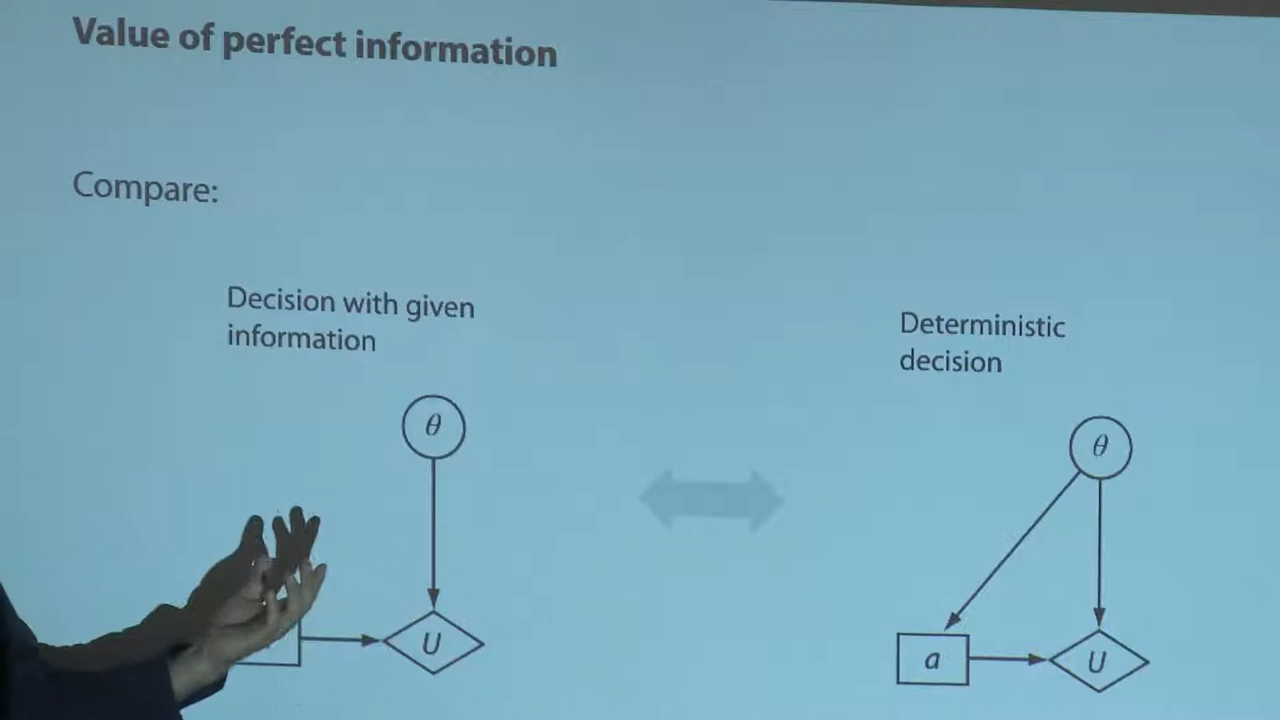 Value of perfect information
Compare:
Decision with given
information
θ
U
Deterministic
decision
θ
a
U